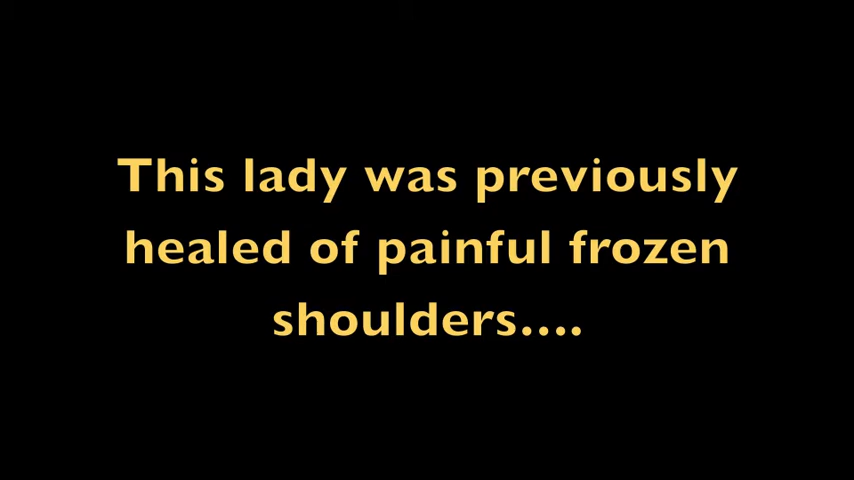 This lady was previously
healed of painful frozen
shoulders....